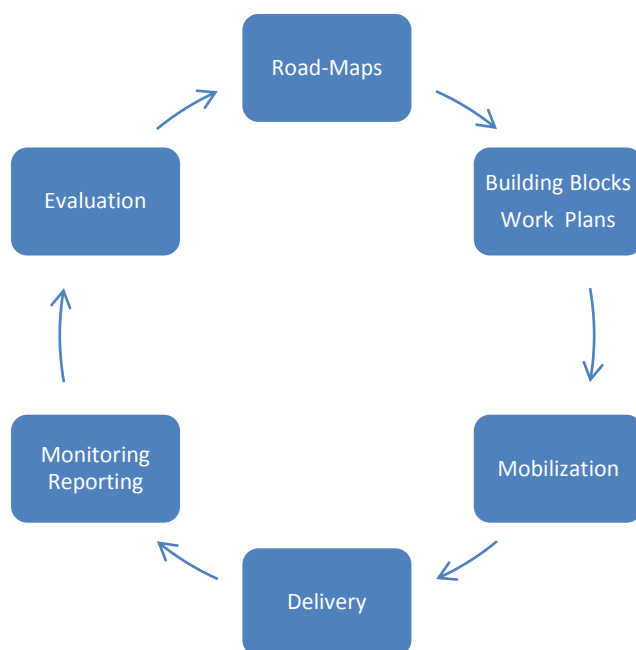 Road-Maps
Building Blocks
Work Plans
Mobilization
Delivery
Monitoring
Reporting
Evaluation